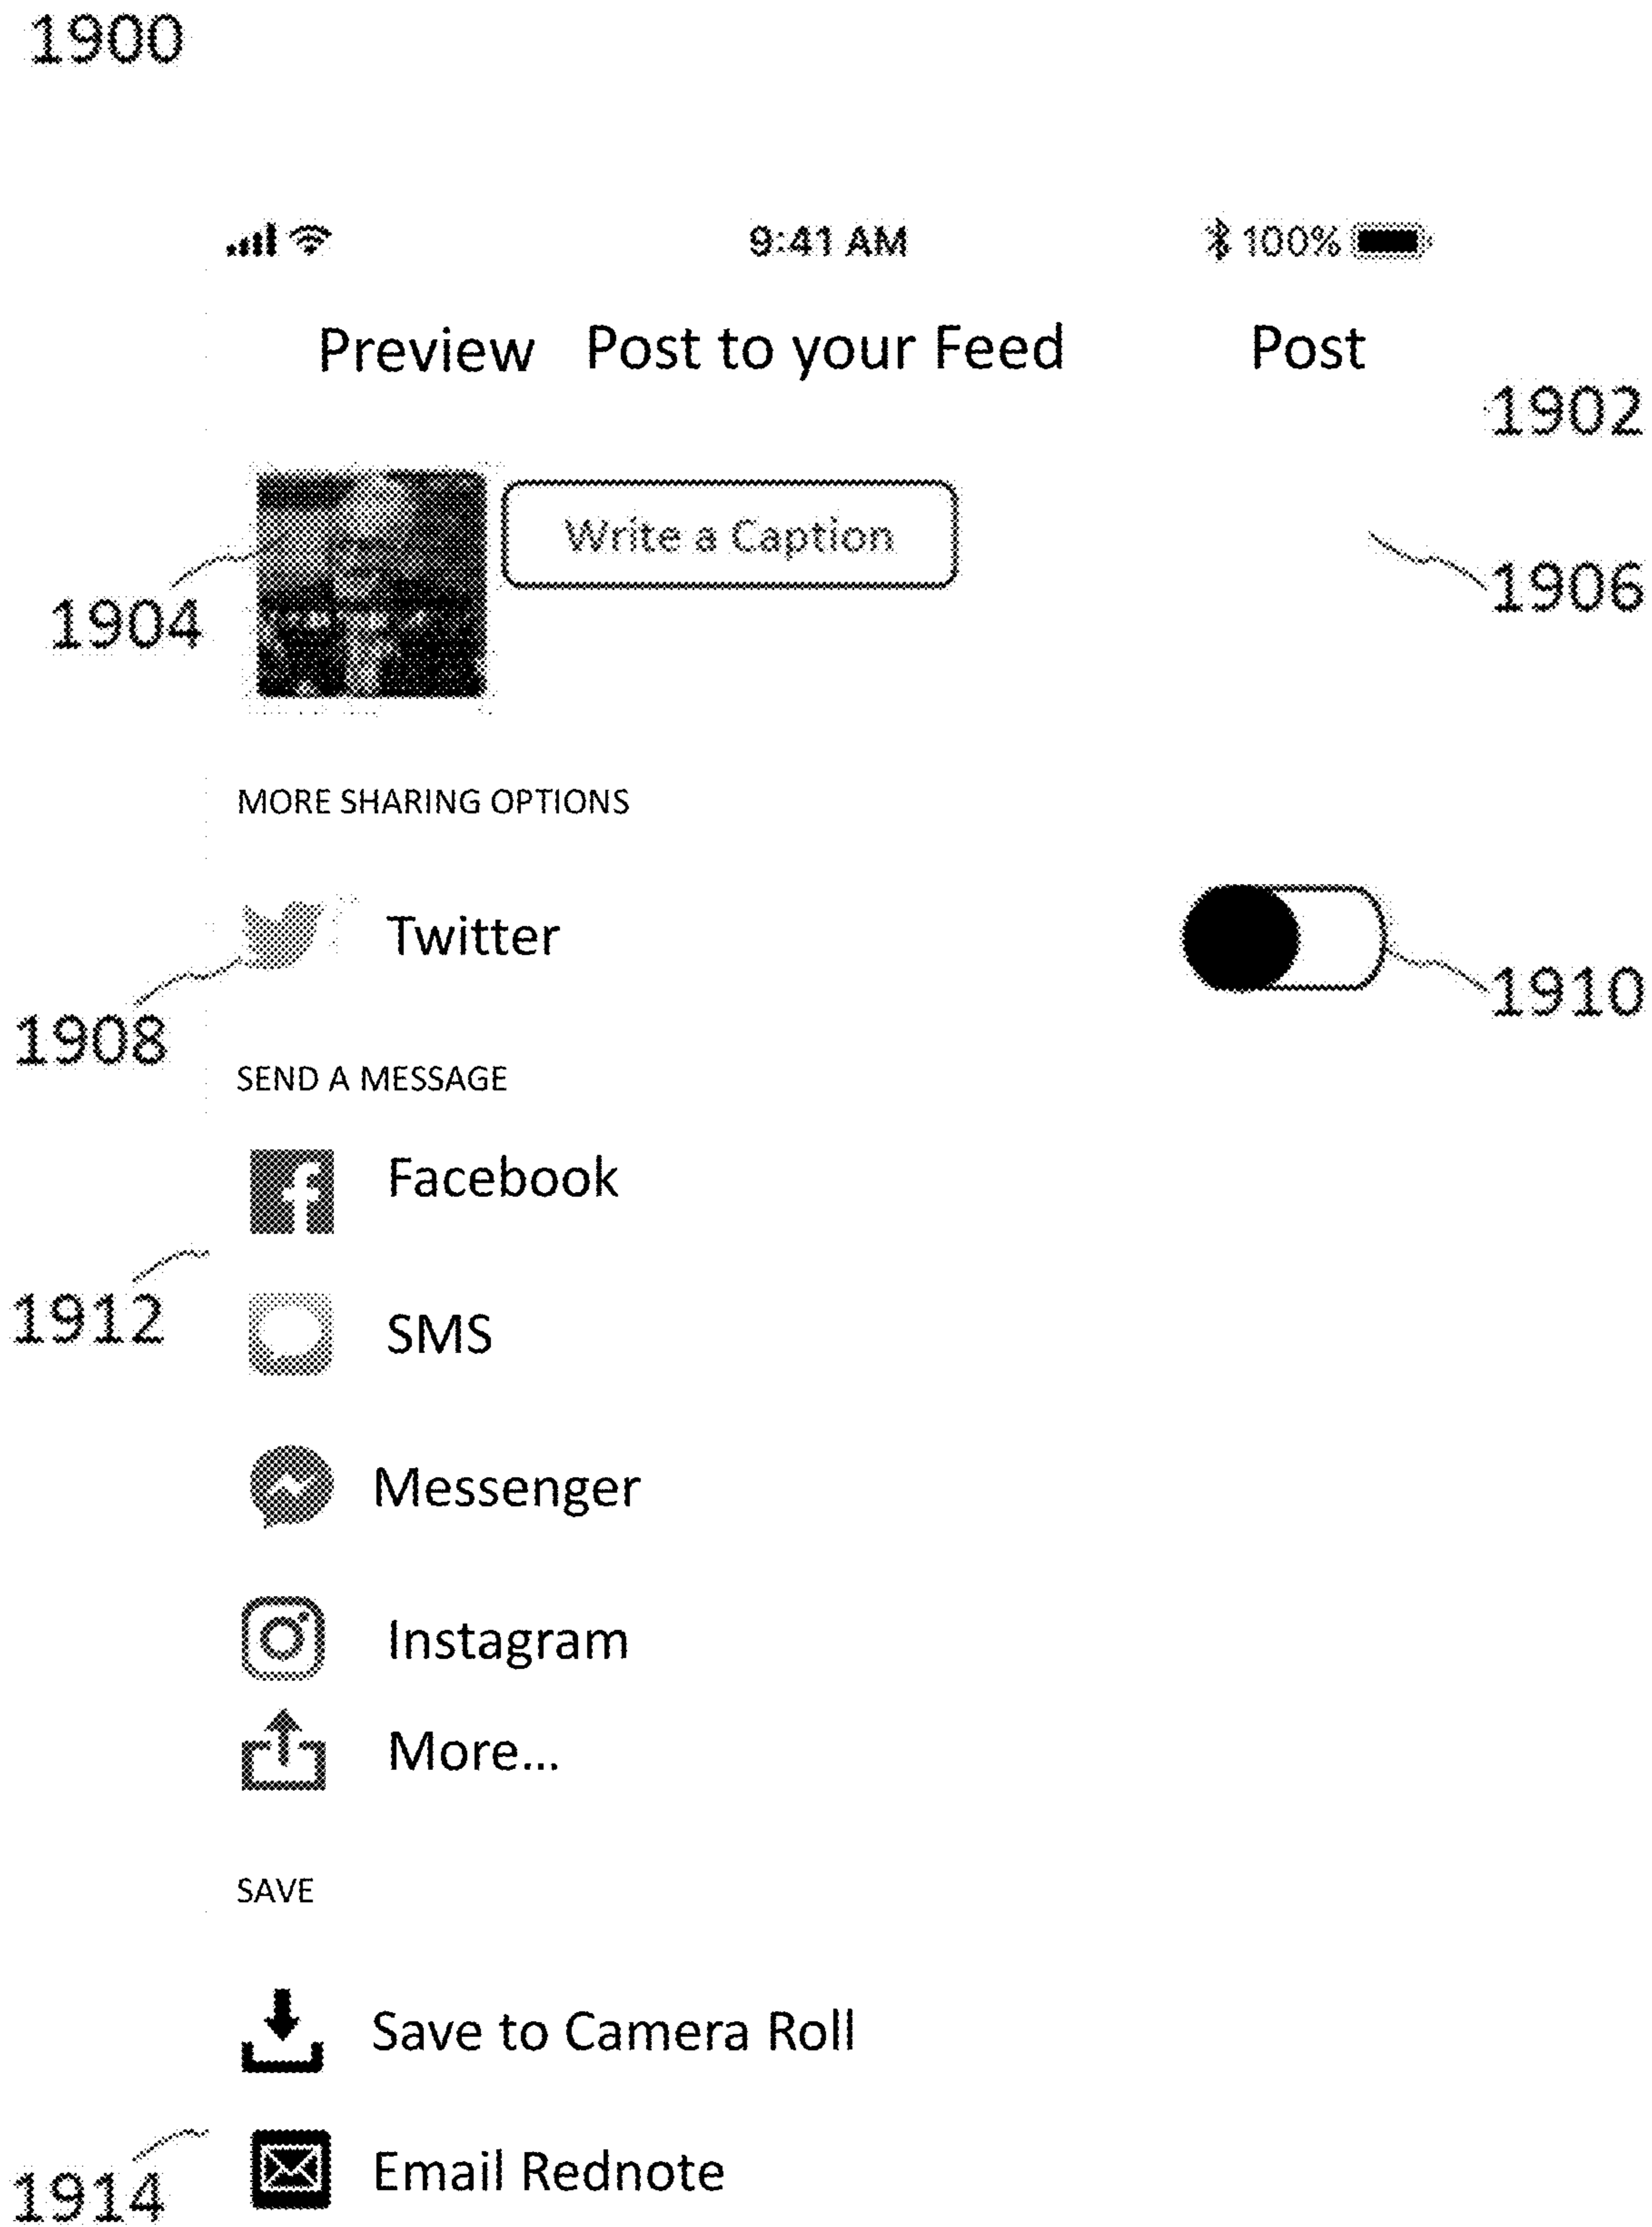 1900
9:41 AM 100%
Preview Post to your Feed Post
1902
Write a Caption
1906
1904
MORE SHARING OPTIONS
Twitter
1910
1908
SEND A MESSAGE
Facebook
1912
SMS
Messenger
Instagram
More...
SAVE
Save to Camera Roll
Email Rednote
1914